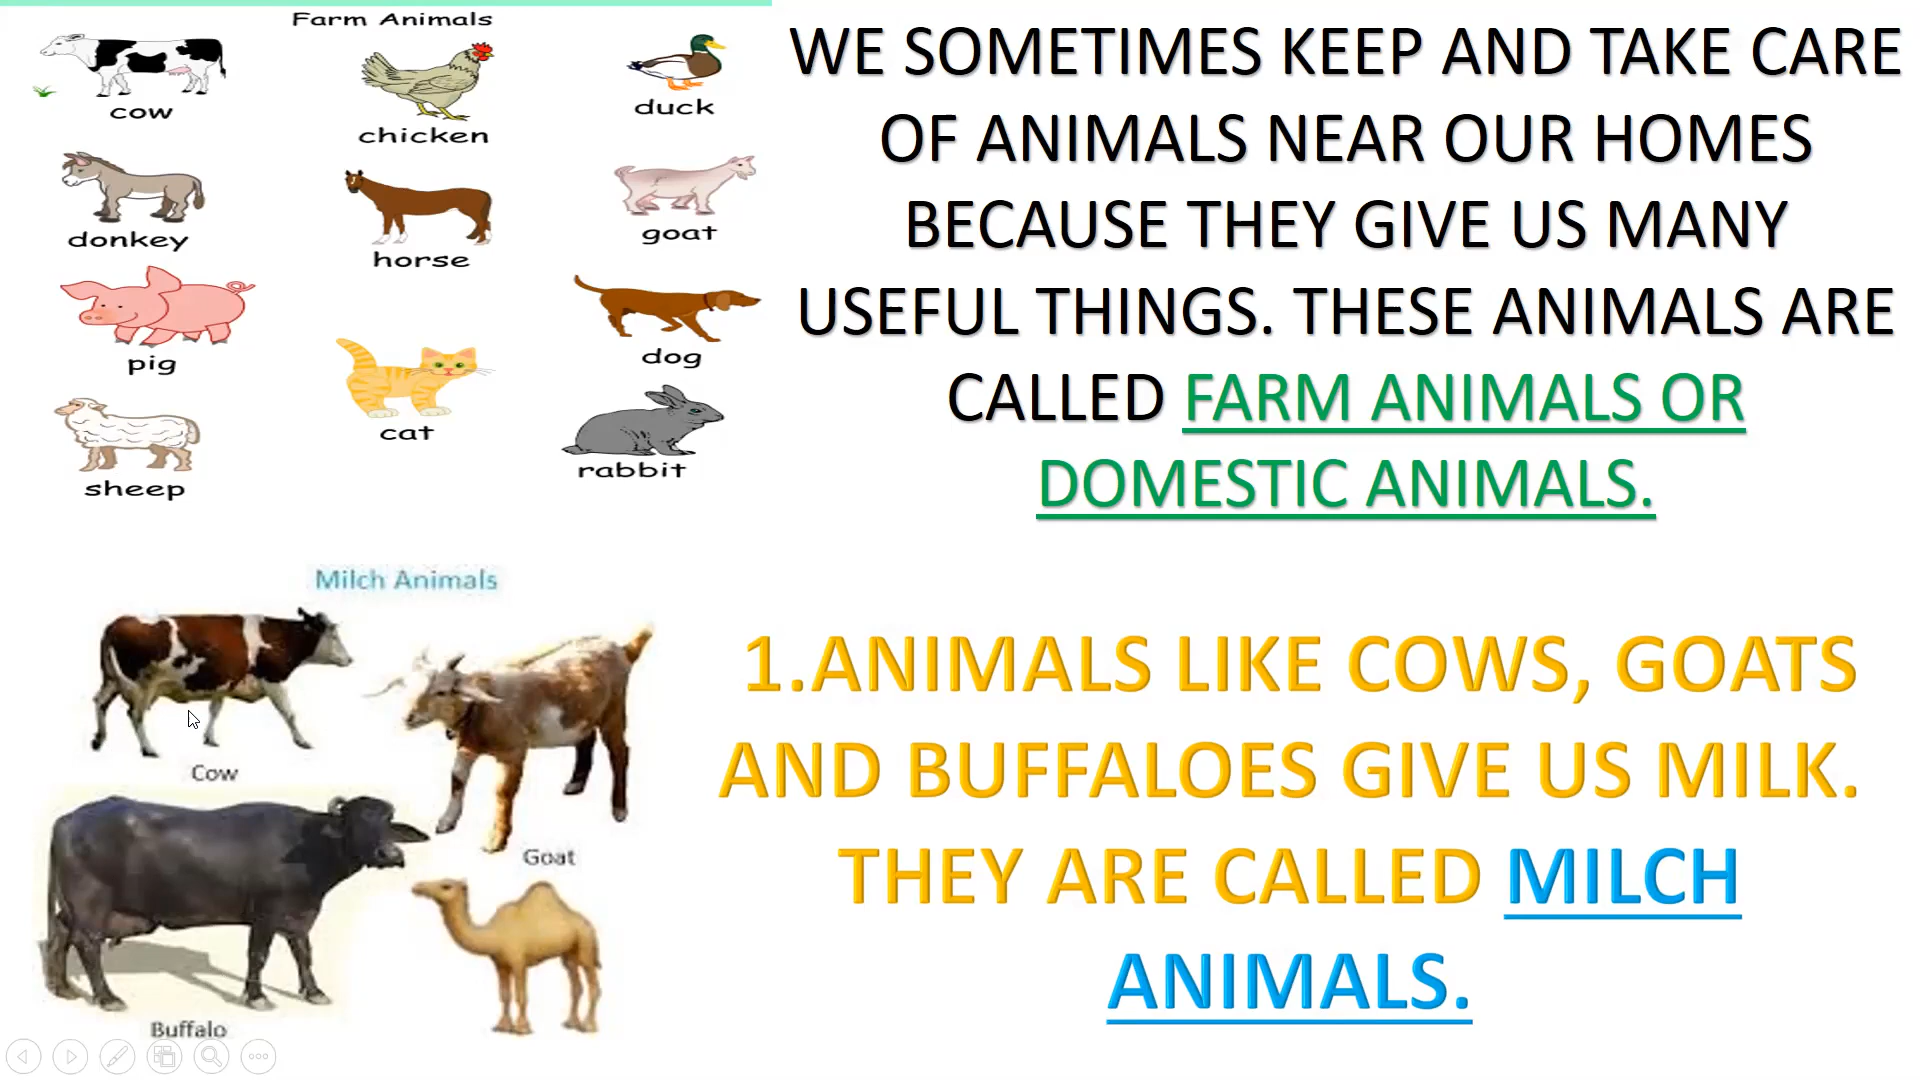 Farm Animals
cow
chicken
duck
donkey
horse
goat
pig
cat
dog
sheep
rabbit
WE SOMETIMES KEEP AND TAKE CARE
OF ANIMALS NEAR OUR HOMES
BECAUSE THEY GIVE US MANY
USEFUL THINGS. THESE ANIMALS ARE
CALLED FARM ANIMALS OR
DOMESTIC ANIMALS.
Milch Animals
Cow
Goat
Buffalo
1.ANIMALS LIKE COWS, GOATS
AND BUFFALOES GIVE US MILK.
THEY ARE CALLED MILCH
ANIMALS.